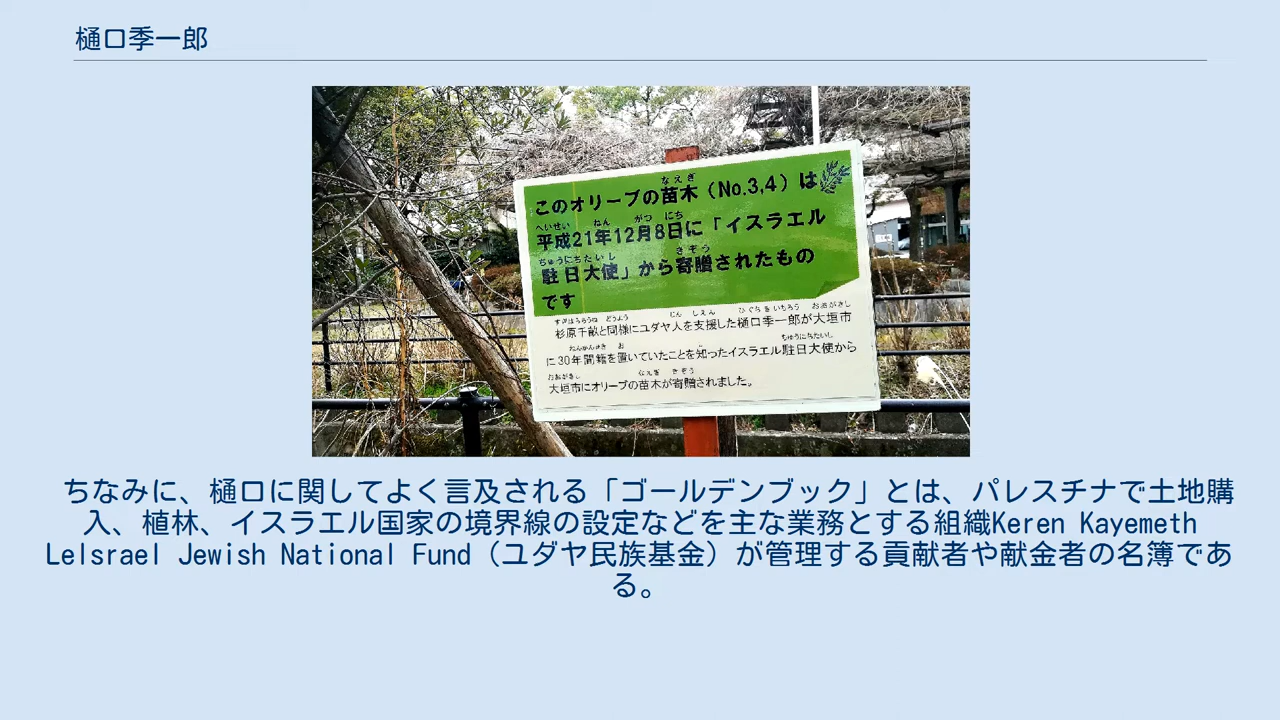 樋口季一郎
なえぎ
このオリーブの苗木（No.3,4）は
へいせい ねん がつ にち
平成21年12月8日に「イスラエル
ちゅうにちたいし きぞう
駐日大使」から寄贈されたもの
です
すぎはらちうね どうよう じん しえん ひぐちきいちろう おおがきし
杉原千畝と同様にユダヤ人を支援した樋口季一郎が大垣市
ねんかんせき お し ちゅうにちたいし
に30年間籍を置いていたことを知ったイスラエル駐日大使から
おおがきし なえぎ きぞう
大垣市にオリーブの苗木が寄贈されました。
ちなみに、樋口に関してよく言及される「ゴールデンブック」とは、パレスチナで土地購
入、植林、イスラエル国家の境界線の設定などを主な業務とする組織Keren Kayemeth
LeIsrael Jewish National Fund（ユダヤ民族基金）が管理する貢献者や献金者の名簿であ
る。